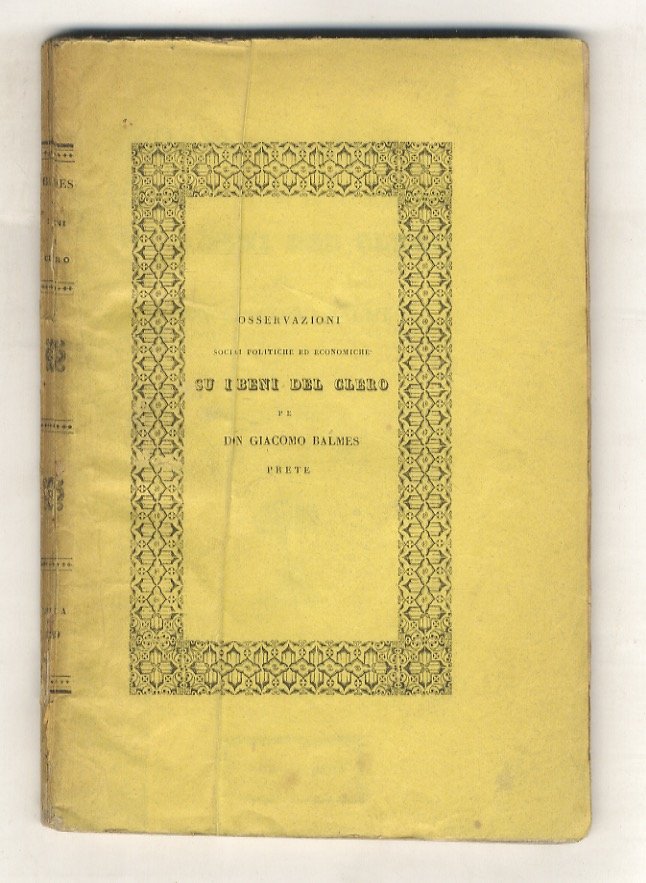 OSSERVAZIONI
SOCIALI POLITICHE ED ECONOMICHE
SU I BENI DEL CLERO
PE
DON GIACOMO BALMES
PRETE